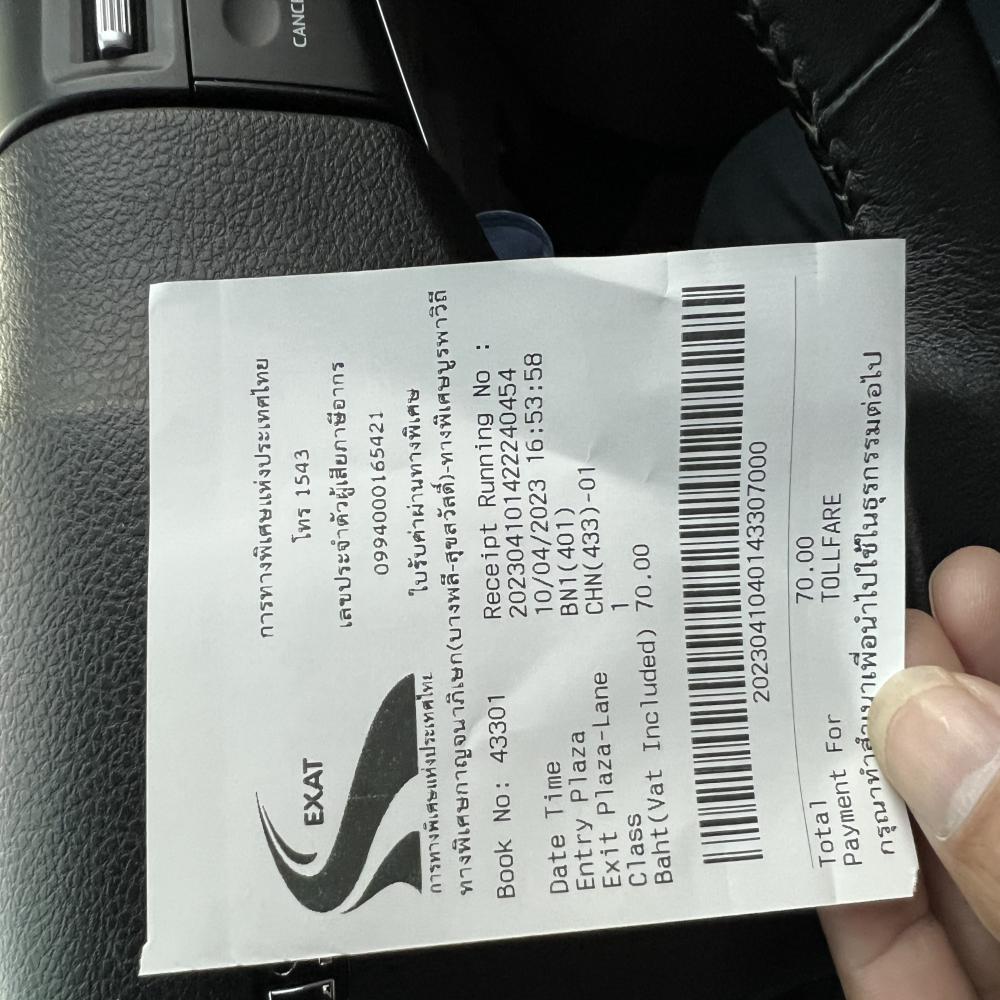 CANCE
EXAT
การทางพิเศษแห่งประเทศไทย
การทางพิเศษแห่งประเทศไทย
โทร 1543
เลขประจำตัวผู้เสียภาษีอากร
0994000165421
ใบรับค่าผ่านทางพิเศษ
ทางพิเศษกาญจนาภิเษก(บางพลี-สุขสวัสดิ์)-ทางพิเศษบูรพาวิถี
Book No: 43301 Receipt Running No :
202304101422240454
Date Time 10/04/2023 16:53:58
Entry Plaza BN1(401)
Exit Plaza-Lane CHN(433)-01
Class 1
Baht(Vat Included) 70.00
2023041040143307000
Total 70.00
Payment For TOLLFARE
กรุณาทำสำเนาเพื่อนำไปใช้ในธุรกรรมต่อไป